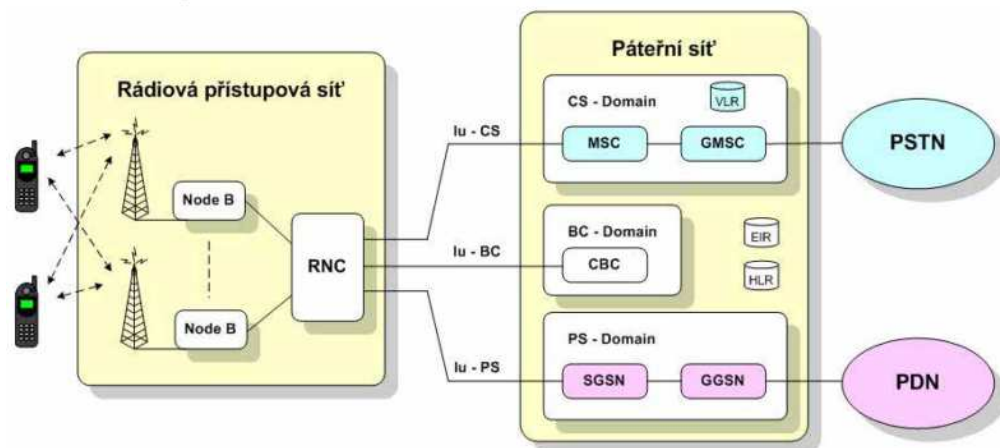 Rádiová přístupová síť
Node B
Node B
RNC
Iu - CS
Iu - BC
Iu - PS
Páteřní síť
CS - Domain
VLR
MSC
GMSC
BC - Domain
CBC
EIR
HLR
PS - Domain
SGSN
GGSN
PSTN
PDN